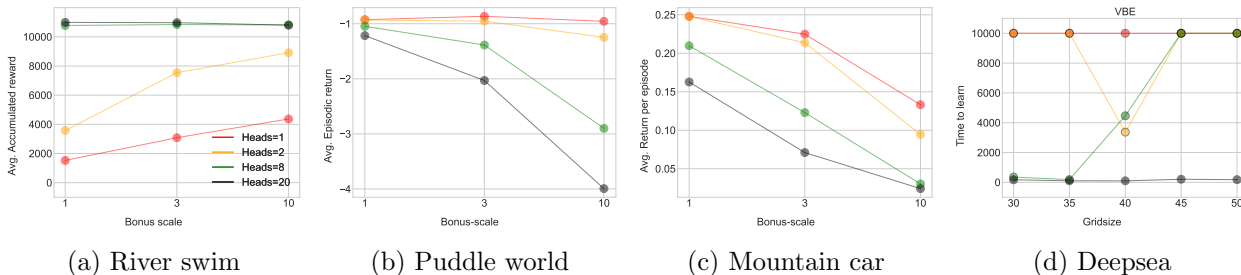 Avg. Accumulated reward
10000
8000
6000
4000
2000
0
Heads=1
Heads=2
Heads=8
Heads=20
1
3
10
Bonus scale
(a) River swim
Avg. Episodic return
−1
−2
−3
−4
1
3
10
Bonus-scale
(b) Puddle world
Avg. Return per episode
0.25
0.20
0.15
0.10
0.05
1
3
10
Bonus-scale
(c) Mountain car
VBE
Time to learn
10000
8000
6000
4000
2000
0
30
35
40
45
50
Gridsize
(d) Deepsea